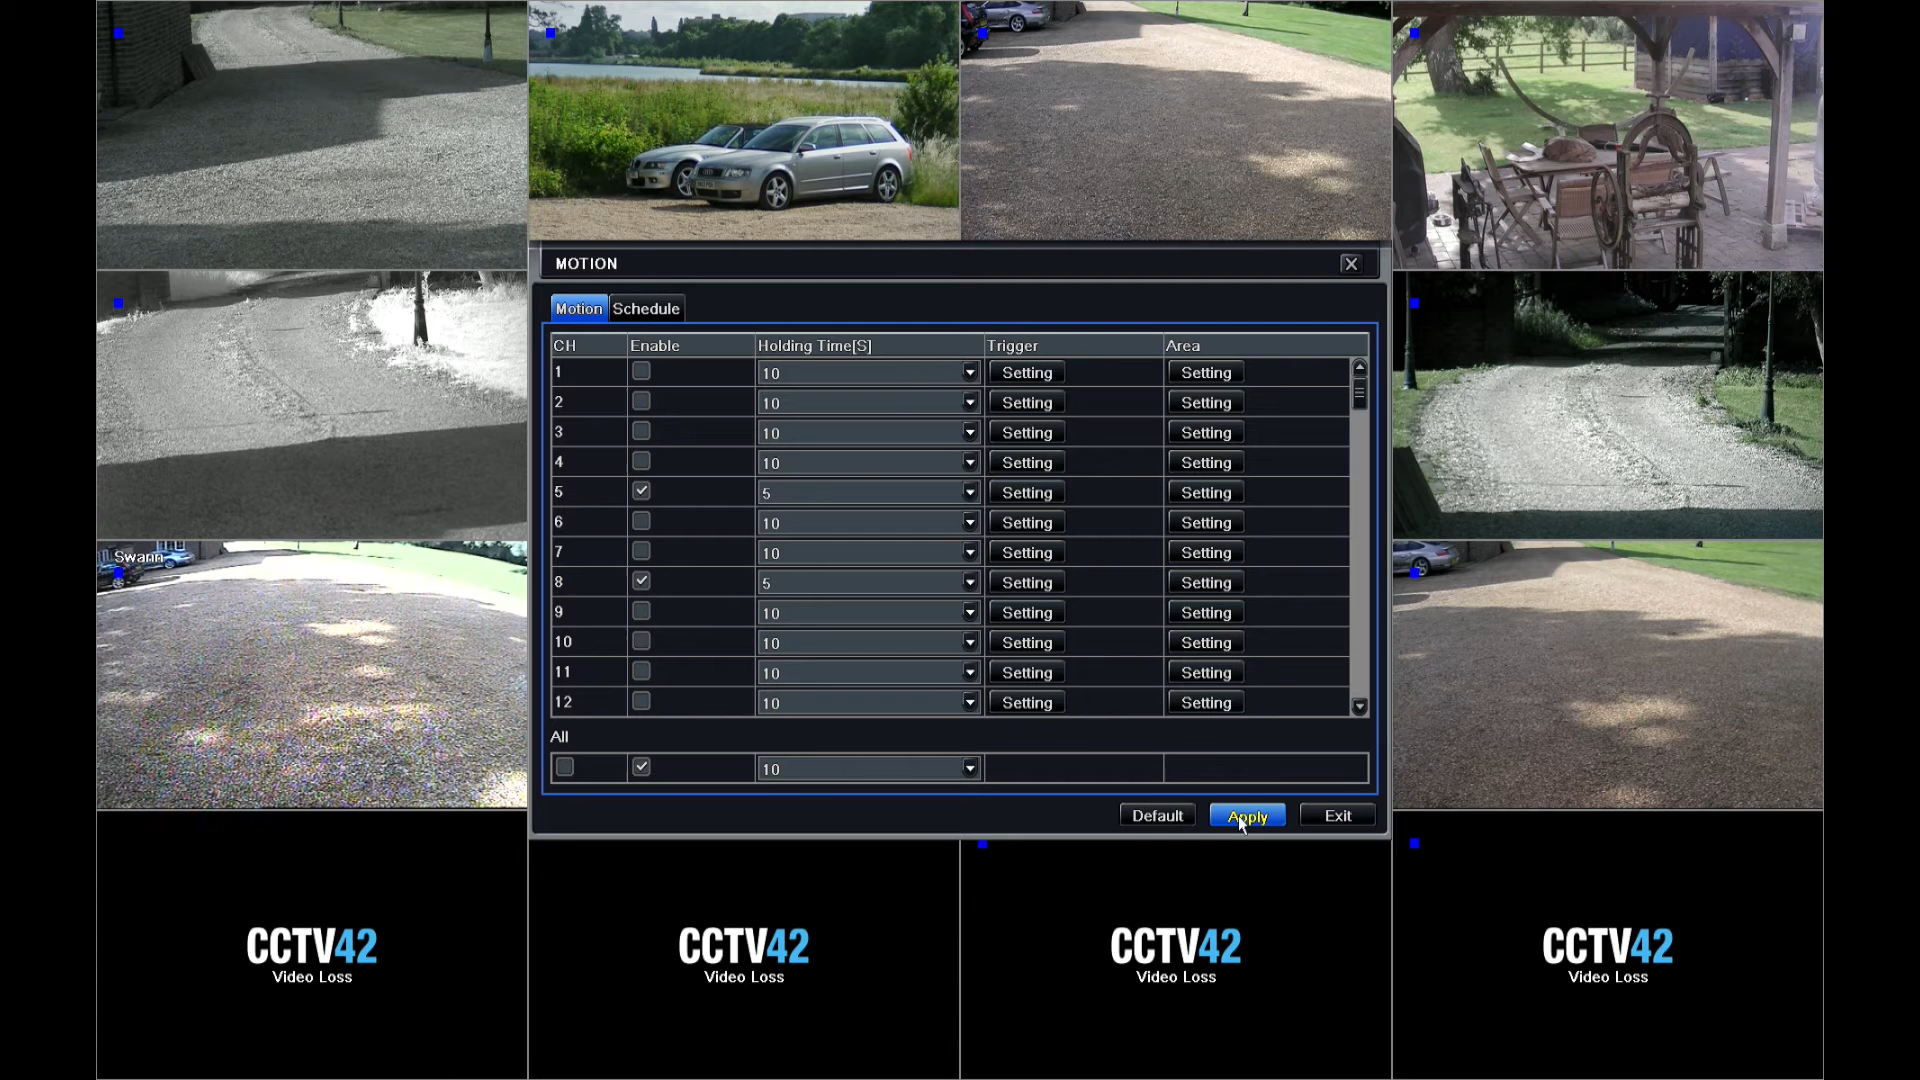 MOTION
X
Motion Schedule
CH Enable Holding Time[S] Trigger Area
1 10 Setting Setting
2 10 Setting Setting
3 10 Setting Setting
4 10 Setting Setting
5 5 Setting Setting
6 10 Setting Setting
7 10 Setting Setting
8 5 Setting Setting
9 10 Setting Setting
10 10 Setting Setting
11 10 Setting Setting
12 10 Setting Setting
All
10
Default Apply Exit
Swann
CCTV42
Video Loss
CCTV42
Video Loss
CCTV42
Video Loss
CCTV42
Video Loss